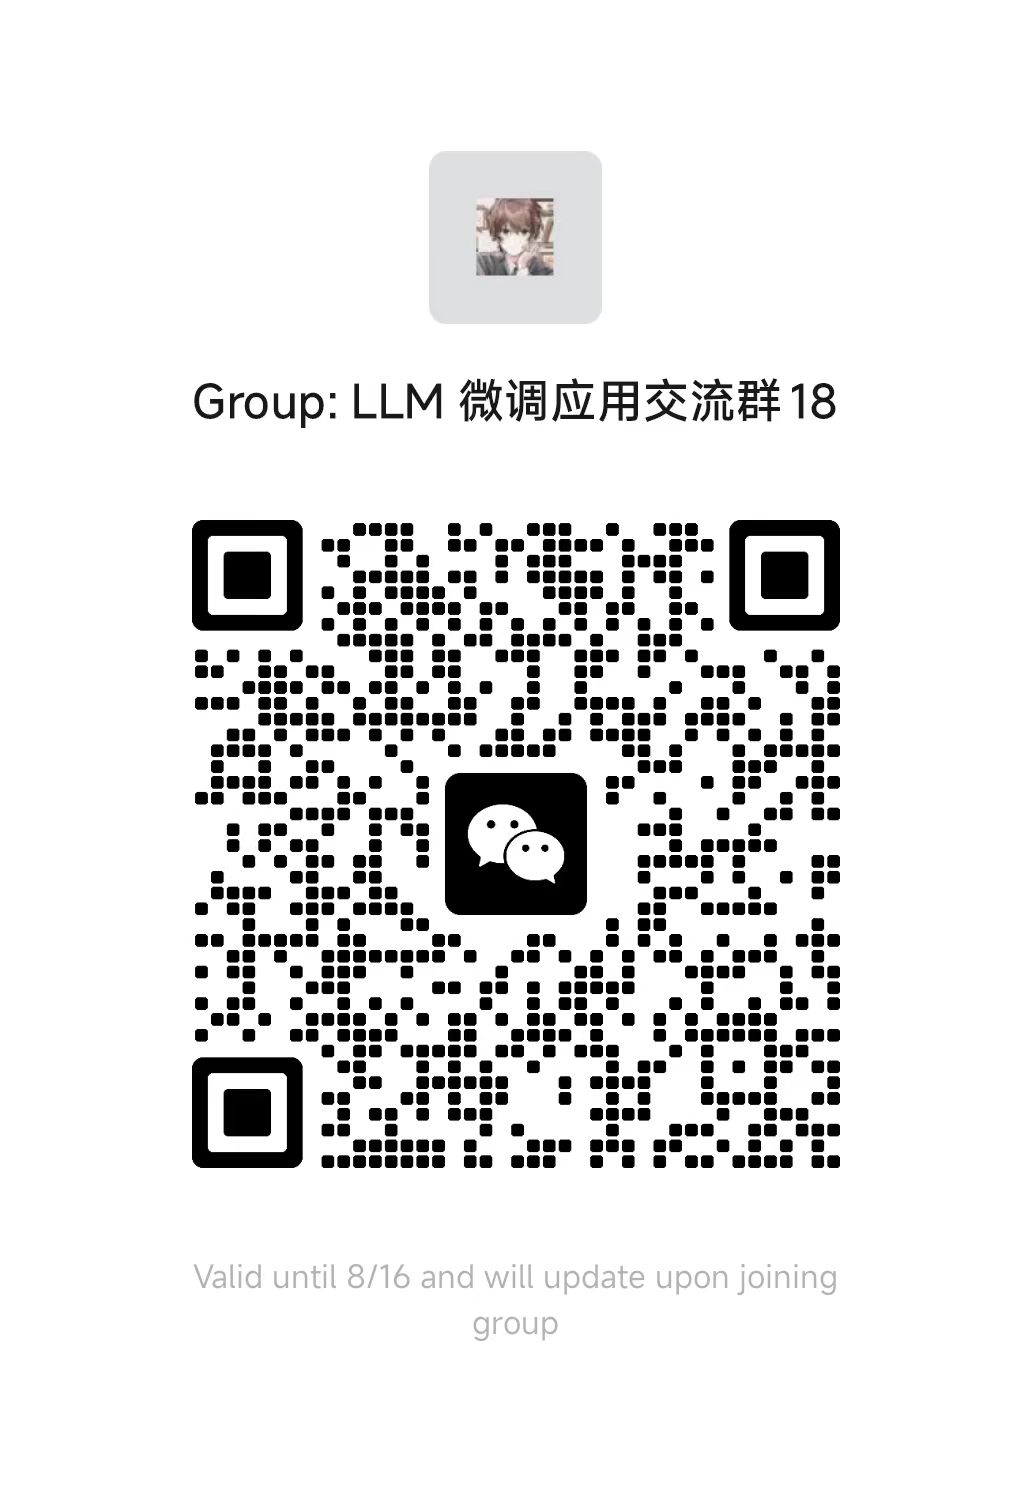 Group: LLM 微调应用交流群18
Valid until 8/16 and will update upon joining
group